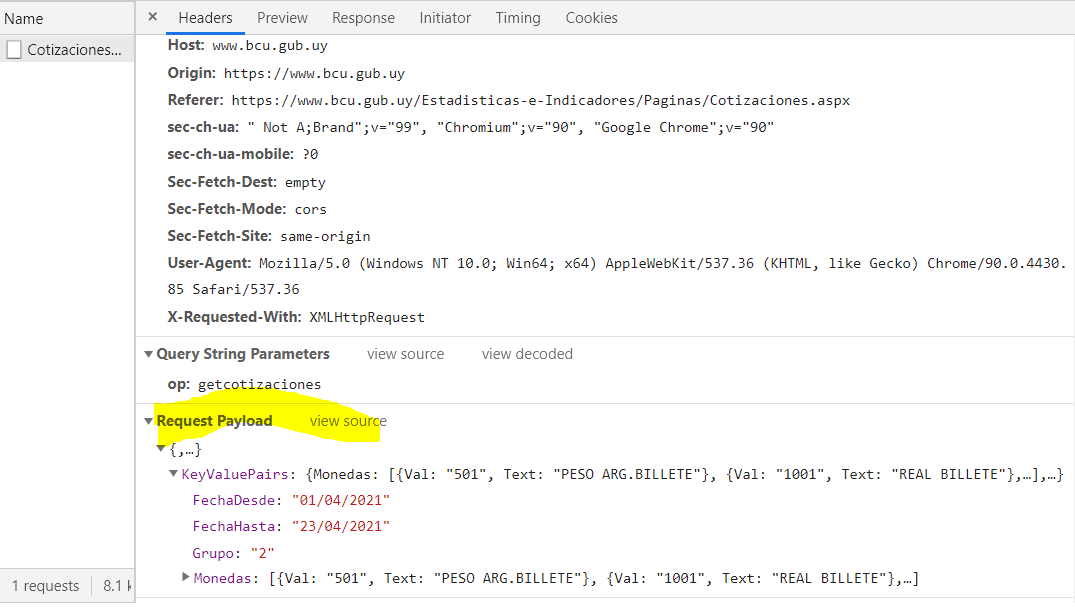 Name
Cotizaciones...
× Headers Preview Response Initiator Timing Cookies
Host: www.bcu.gub.uy
Origin: https://www.bcu.gub.uy
Referer: https://www.bcu.gub.uy/Estadisticas-e-Indicadores/Paginas/Cotizaciones.aspx
sec-ch-ua: " Not A;Brand";v="99", "Chromium";v="90", "Google Chrome";v="90"
sec-ch-ua-mobile: ?0
Sec-Fetch-Dest: empty
Sec-Fetch-Mode: cors
Sec-Fetch-Site: same-origin
User-Agent: Mozilla/5.0 (Windows NT 10.0; Win64; x64) AppleWebKit/537.36 (KHTML, like Gecko) Chrome/90.0.4430.
85 Safari/537.36
X-Requested-With: XMLHttpRequest
Query String Parameters view source view decoded
op: getcotizaciones
Request Payload view source
{,…}
KeyValuePairs: {Monedas: [{Val: "501", Text: "PESO ARG.BILLETE"}, {Val: "1001", Text: "REAL BILLETE"},…],…}
FechaDesde: "01/04/2021"
FechaHasta: "23/04/2021"
Grupo: "2"
Monedas: [{Val: "501", Text: "PESO ARG.BILLETE"}, {Val: "1001", Text: "REAL BILLETE"},…]
1 requests 8.1